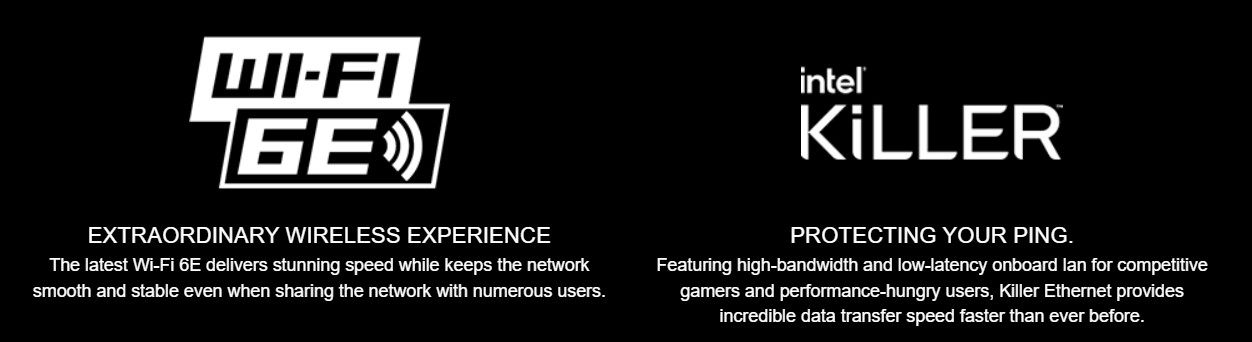 WI-FI
6E
EXTRAORDINARY WIRELESS EXPERIENCE
The latest Wi-Fi 6E delivers stunning speed while keeps the network
smooth and stable even when sharing the network with numerous users.
intel
KiLLER™
PROTECTING YOUR PING.
Featuring high-bandwidth and low-latency onboard lan for competitive
gamers and performance-hungry users, Killer Ethernet provides
incredible data transfer speed faster than ever before.